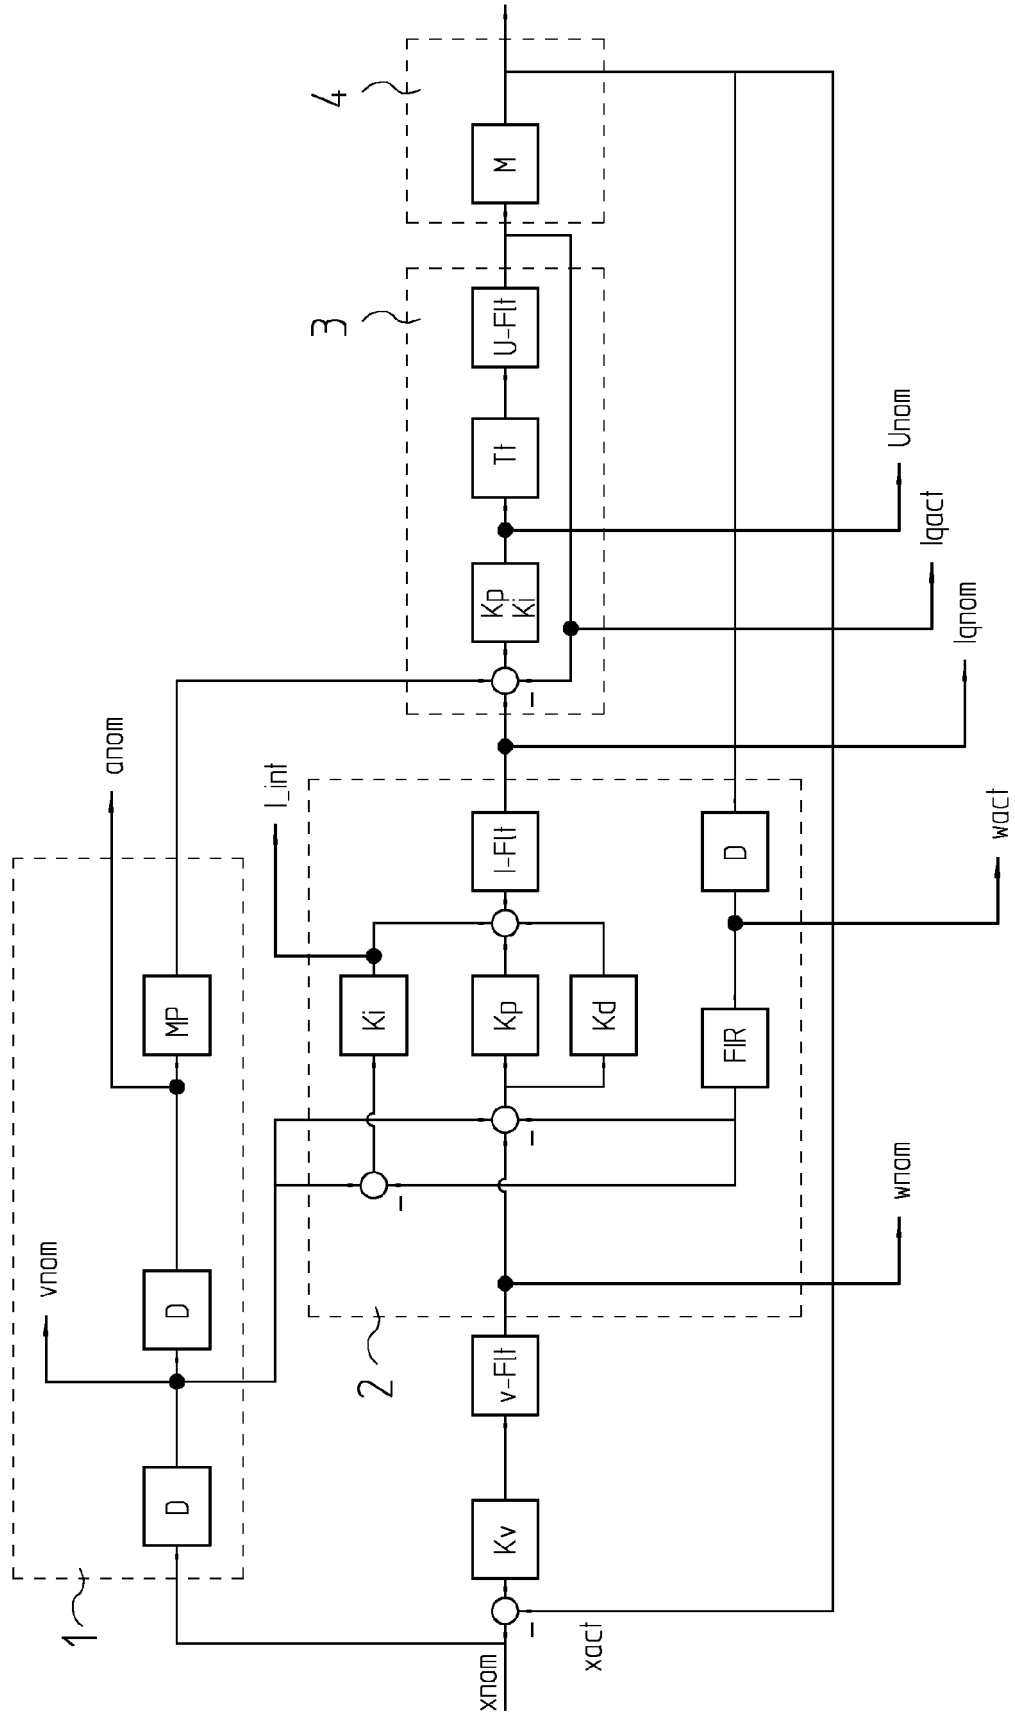 1
D
vnom
D
anom
MP
xnom
xact
Kv
v-Flt
2
wnom
Ki
I_int
Kp
Kd
FIR
I-Flt
D
wact
Iqnom
3
Kp
Ki
Iqact
Unom
Tt
U-Flt
4
M